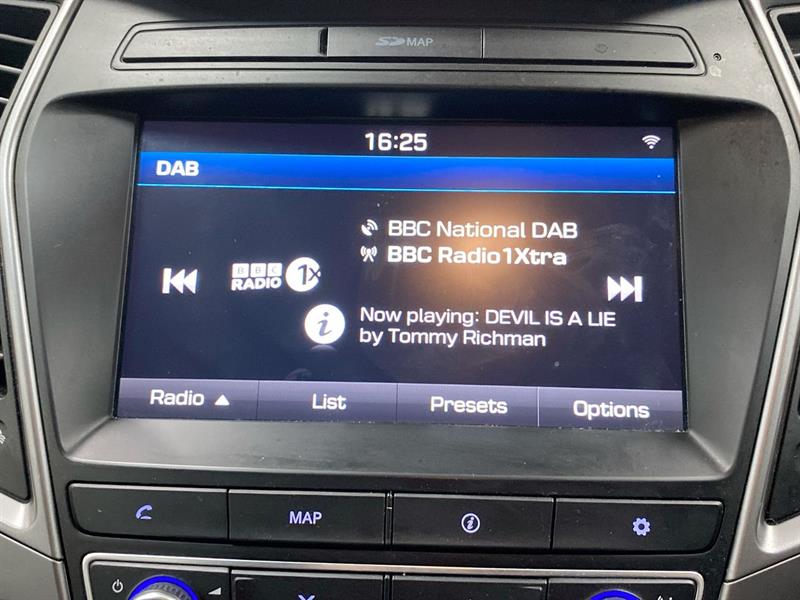 SD MAP
16:25
DAB
BBC National DAB
BBC Radio1Xtra
BBC
RADIO 1X
Now playing: DEVIL IS A LIE
by Tommy Richman
Radio ▲ List Presets Options
MAP